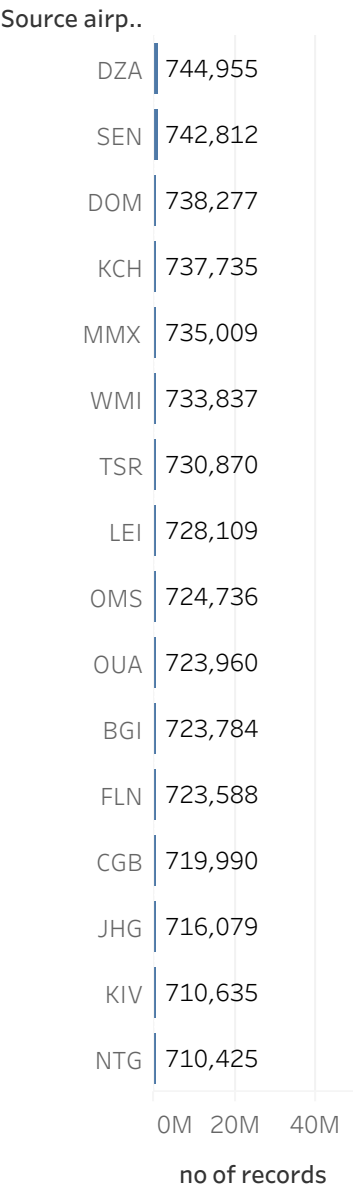 Source airp..
DZA 744,955
SEN 742,812
DOM 738,277
KCH 737,735
MMX 735,009
WMI 733,837
TSR 730,870
LEI 728,109
OMS 724,736
OUA 723,960
BGI 723,784
FLN 723,588
CGB 719,990
JHG 716,079
KIV 710,635
NTG 710,425
0M 20M 40M
no of records